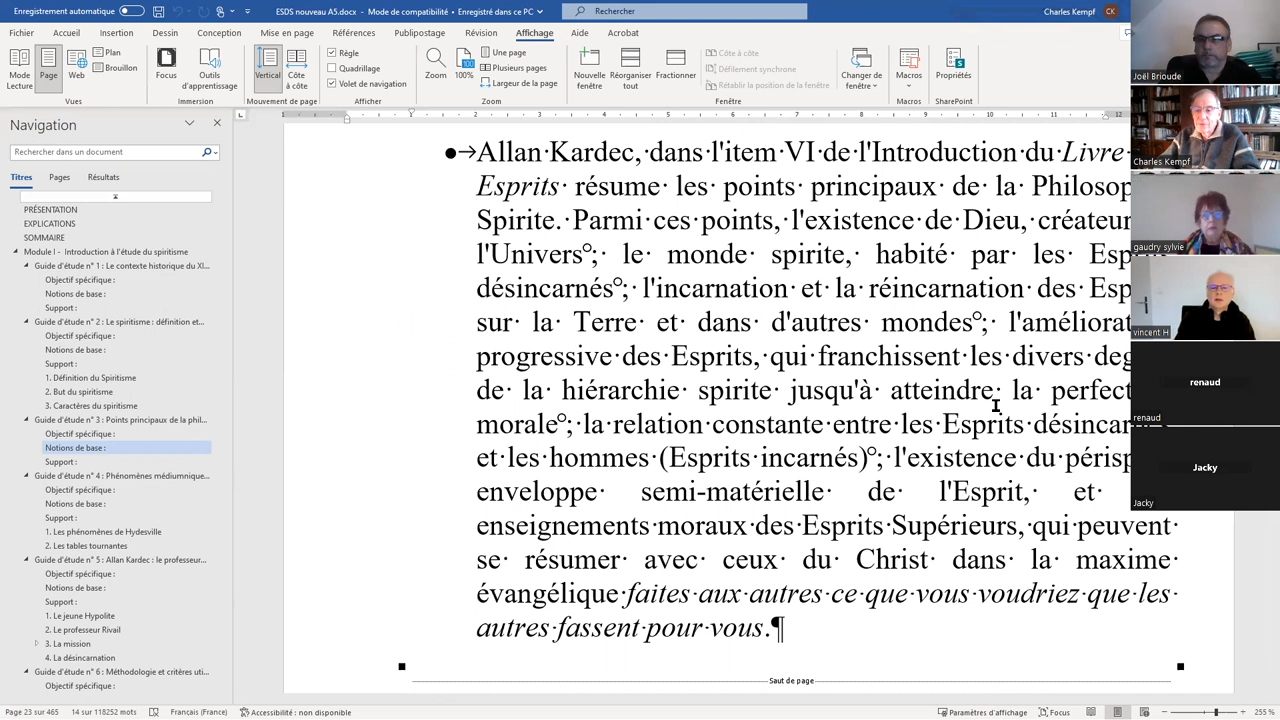 Enregistrement automatique
ESDS nouveau A5.docx - Mode de compatibilité • Enregistré dans ce PC
Rechercher
Charles Kempf
CK
Fichier Accueil Insertion Dessin Conception Mise en page Références Publipostage Révision Affichage Aide Acrobat
Mode Lecture
Page
Web
Plan
Brouillon
Vues
Focus
Outils d'apprentissage
Immersion
Vertical
Côte à côte
Mouvement de page
Règle
Quadrillage
Volet de navigation
Afficher
Zoom
100%
Une page
Plusieurs pages
Largeur de la page
Zoom
Nouvelle fenêtre
Réorganiser tout
Fractionner
Côte à côte
Défilement synchrone
Rétablir la position de la fenêtre
Fenêtre
Changer de fenêtre
Macros
Macros
Propriétés
SharePoint
Navigation
Rechercher dans un document
Titres Pages Résultats
PRÉSENTATION
EXPLICATIONS
SOMMAIRE
Module I - Introduction à l'étude du spiritisme
Guide d'étude n° 1 : Le contexte historique du XI...
Objectif spécifique :
Notions de base :
Support :
Guide d'étude n° 2 : Le spiritisme : définition et...
Objectif spécifique :
Notions de base :
Support :
1. Définition du Spiritisme
2. But du spiritisme
3. Caractères du spiritisme
Guide d'étude n° 3 : Points principaux de la phil...
Objectif spécifique :
Notions de base :
Support :
Guide d'étude n° 4 : Phénomènes médiumnique...
Objectif spécifique :
Notions de base :
Support :
1. Les phénomènes de Hydesville
2. Les tables tournantes
Guide d'étude n° 5 : Allan Kardec : le professeur...
Objectif spécifique :
Notions de base :
Support :
1. Le jeune Hypolite
2. Le professeur Rivail
3. La mission
4. La désincarnation
Guide d'étude n° 6 : Méthodologie et critères uti...
Objectif spécifique :
Allan Kardec, dans l'item VI de l'Introduction du Livre
Esprits résume les points principaux de la Philosop
Spirite. Parmi ces points, l'existence de Dieu, créateur
l'Univers°; le monde spirite, habité par les Esp
désincarnés°; l'incarnation et la réincarnation des Esp
sur la Terre et dans d'autres mondes°; l'améliorat
progressive des Esprits, qui franchissent les divers deg
de la hiérarchie spirite jusqu'à atteindre la perfect
morale°; la relation constante entre les Esprits désincar
et les hommes (Esprits incarnés)°; l'existence du périsp
enveloppe semi-matérielle de l'Esprit, et
enseignements moraux des Esprits Supérieurs, qui peuvent
se résumer avec ceux du Christ dans la maxime
évangélique faites aux autres ce que vous voudriez que les
autres fassent pour vous.¶
Saut de page
Joël Brioude
Charles Kempf
gaudry sylvie
vincent H
renaud
renaud
Jacky
Jacky
Page 23 sur 465
14 sur 118252 mots
Français (France)
Accessibilité : non disponible
Paramètres d'affichage
Focus
255 %